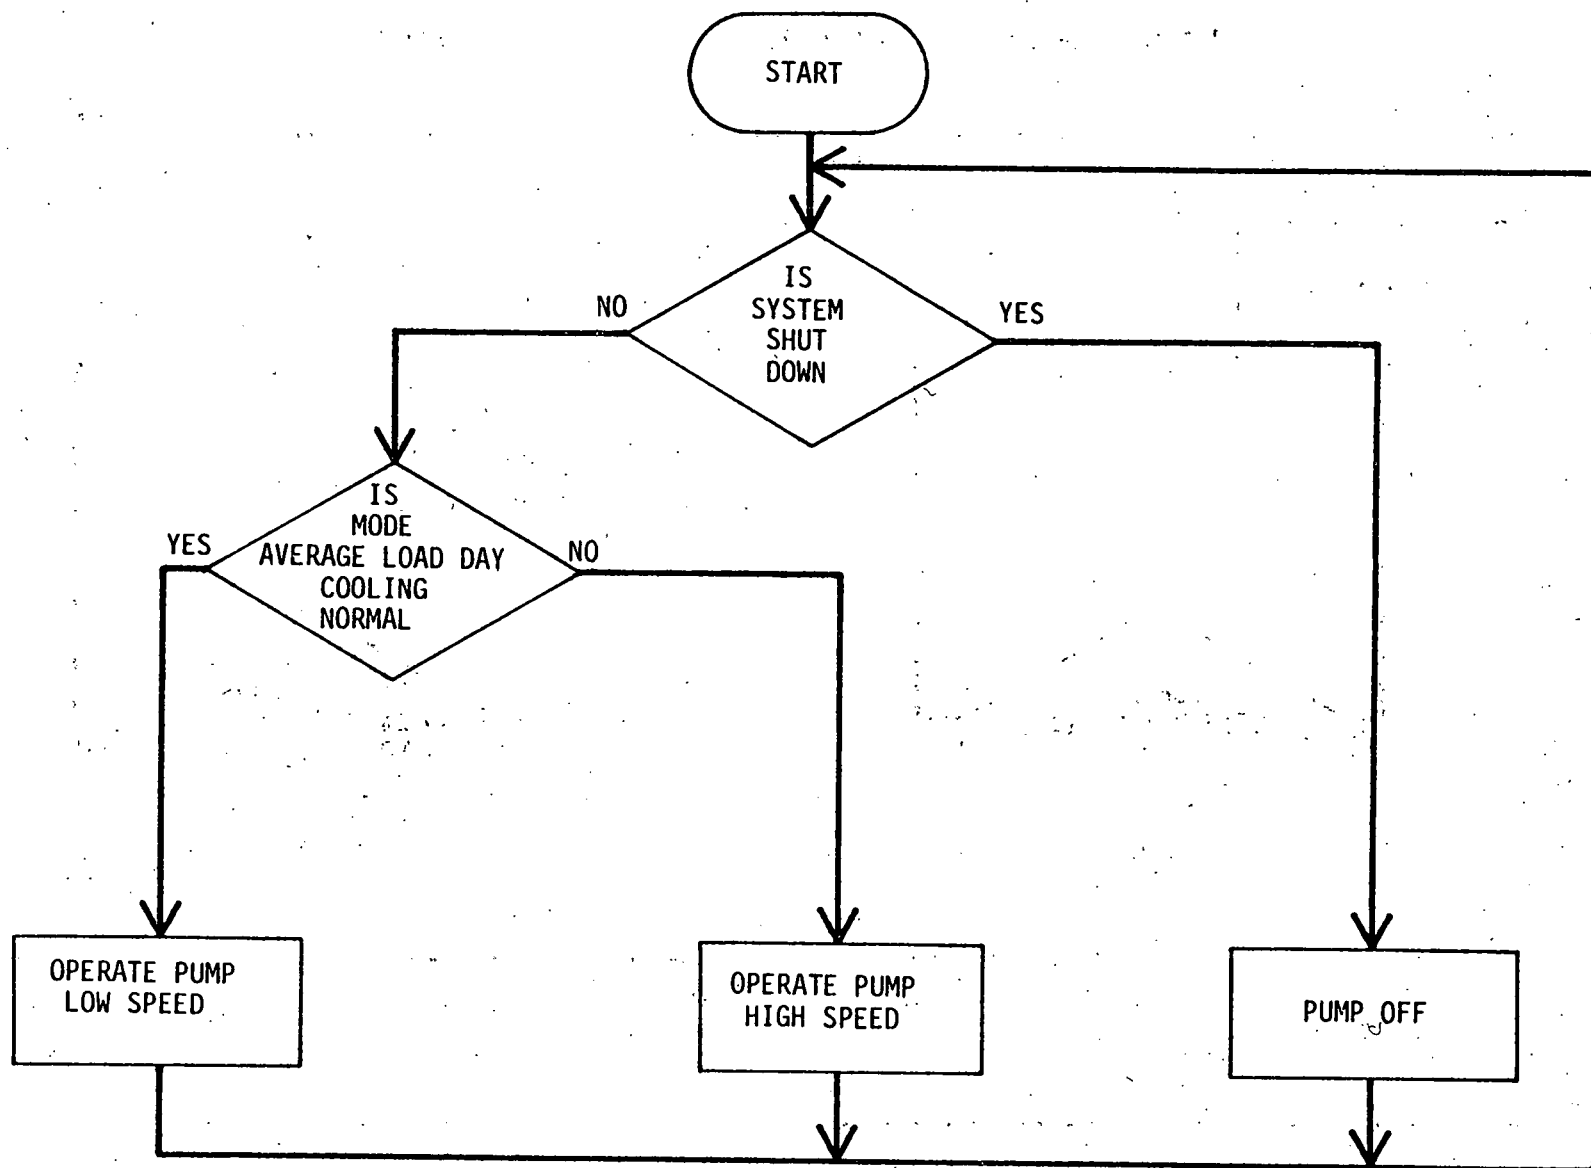 START
NO
IS
SYSTEM
SHUT
DOWN
YES
YES
IS
MODE
AVERAGE LOAD DAY
COOLING
NORMAL
NO
OPERATE PUMP
LOW SPEED
OPERATE PUMP
HIGH SPEED
PUMP OFF